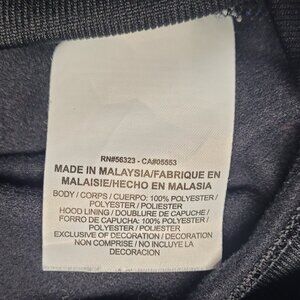 RN#56323 - CA#05553
MADE IN MALAYSIA/FABRIQUE EN
MALAISIE/HECHO EN MALASIA
BODY / CORPS / CUERPO: 100% POLYESTER /
POLYESTER / POLIESTER
HOOD LINING / DOUBLURE DE CAPUCHE /
FORRO DE CAPUCHA: 100% POLYESTER /
POLYESTER / POLIESTER
EXCLUSIVE OF DECORATION / DECORATION
NON COMPRISE / NO INCLUYE LA
DECORACION